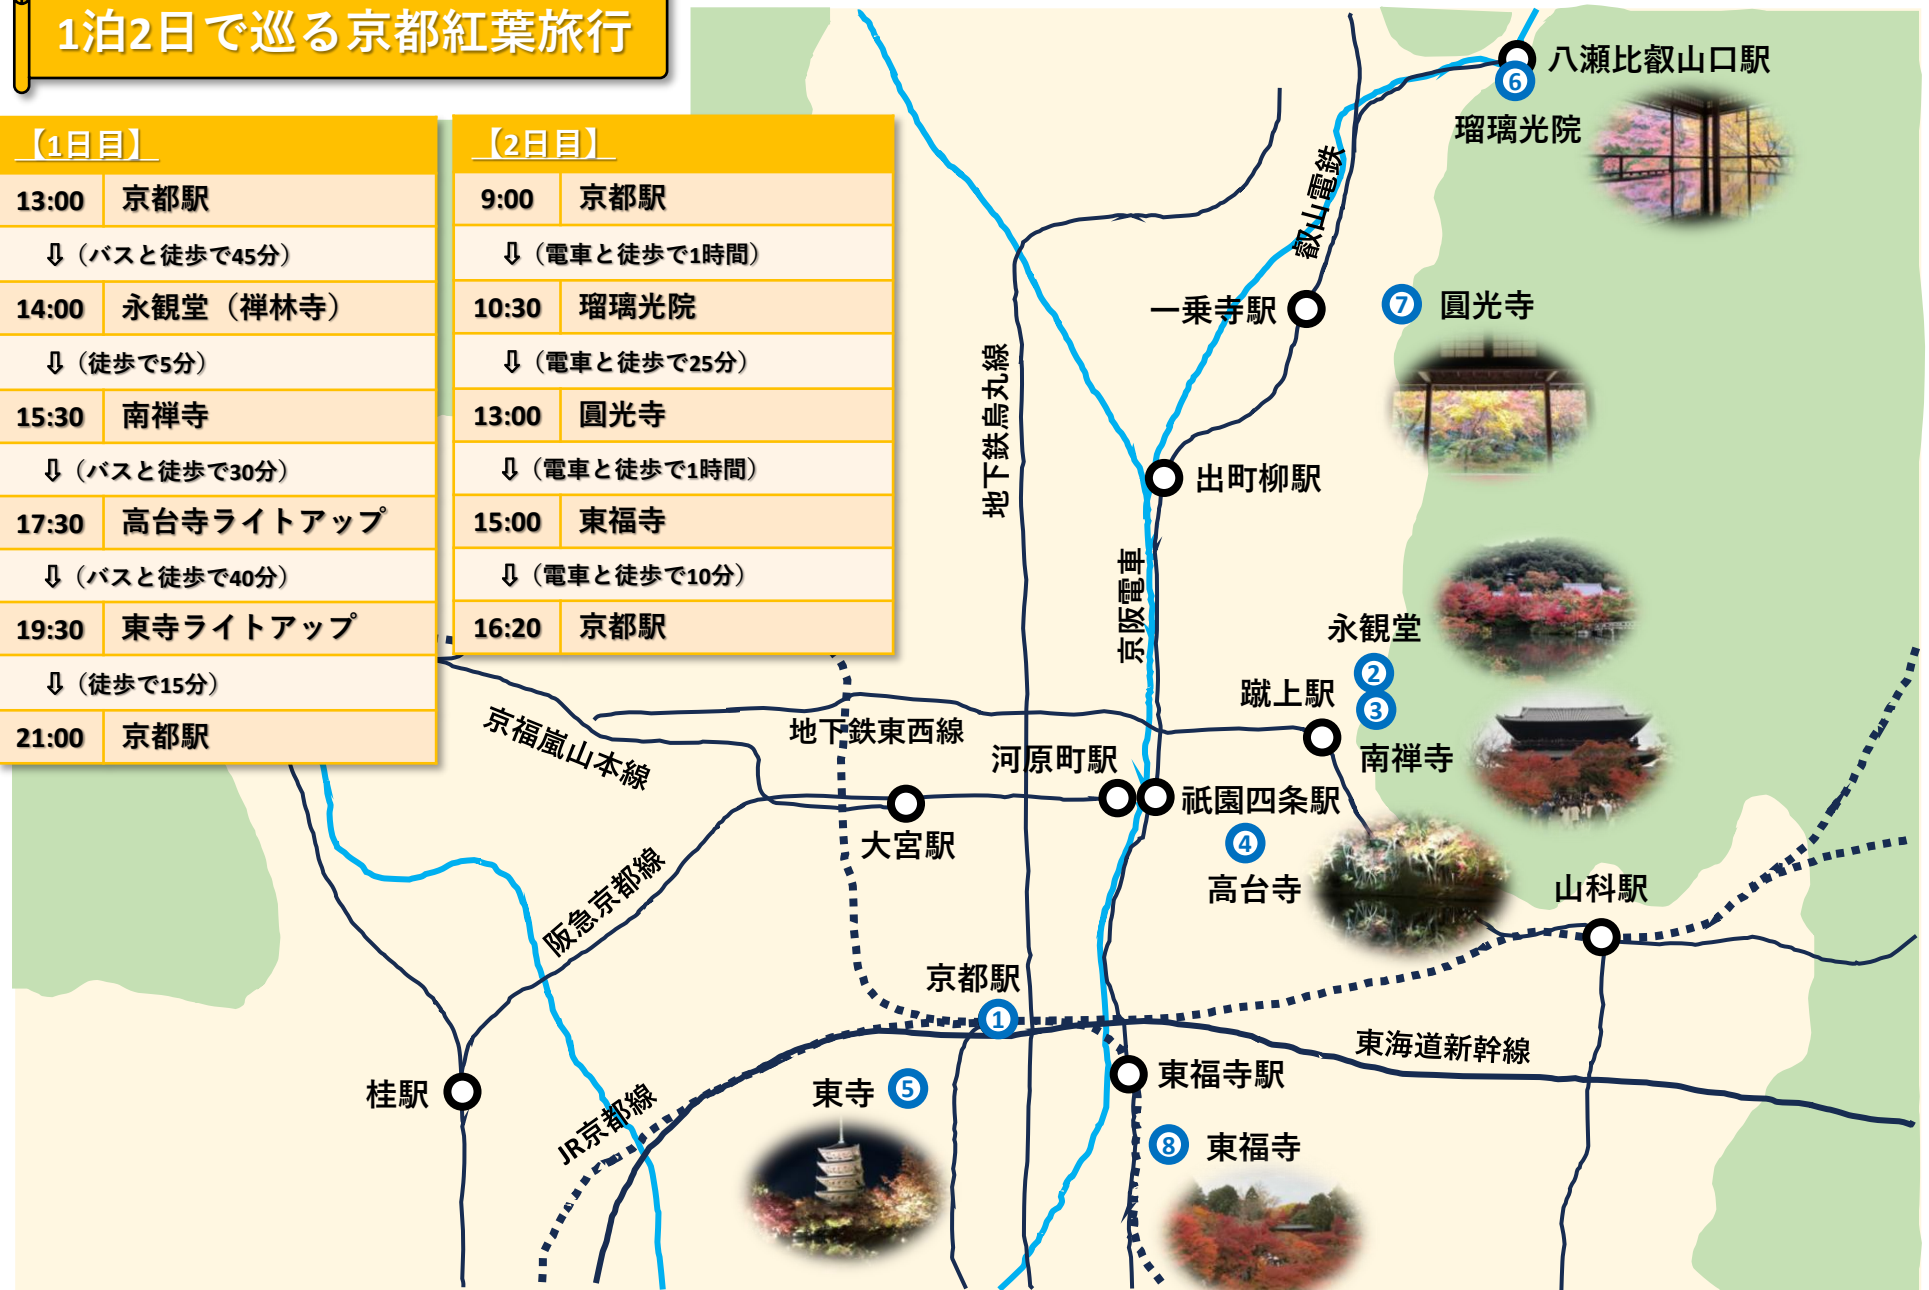 1泊2日で巡る京都紅葉旅行
【1日目】
13:00 京都駅
⇩（バスと徒歩で45分）
14:00 永観堂（禅林寺）
⇩（徒歩で5分）
15:30 南禅寺
⇩（バスと徒歩で30分）
17:30 高台寺ライトアップ
⇩（バスと徒歩で40分）
19:30 東寺ライトアップ
⇩（徒歩で15分）
21:00 京都駅
【2日目】
9:00 京都駅
⇩（電車と徒歩で1時間）
10:30 瑠璃光院
⇩（電車と徒歩で25分）
13:00 圓光寺
⇩（電車と徒歩で1時間）
15:00 東福寺
⇩（電車と徒歩で10分）
16:20 京都駅
八瀬比叡山口駅
6
瑠璃光院
叡山電鉄
一乗寺駅
7 圓光寺
地下鉄烏丸線
出町柳駅
京阪電車
永観堂
2
蹴上駅
3
南禅寺
京福嵐山本線
地下鉄東西線
河原町駅
祇園四条駅
大宮駅
4
高台寺
山科駅
阪急京都線
京都駅
1
東海道新幹線
東福寺駅
桂駅
東寺 5
JR京都線
8 東福寺